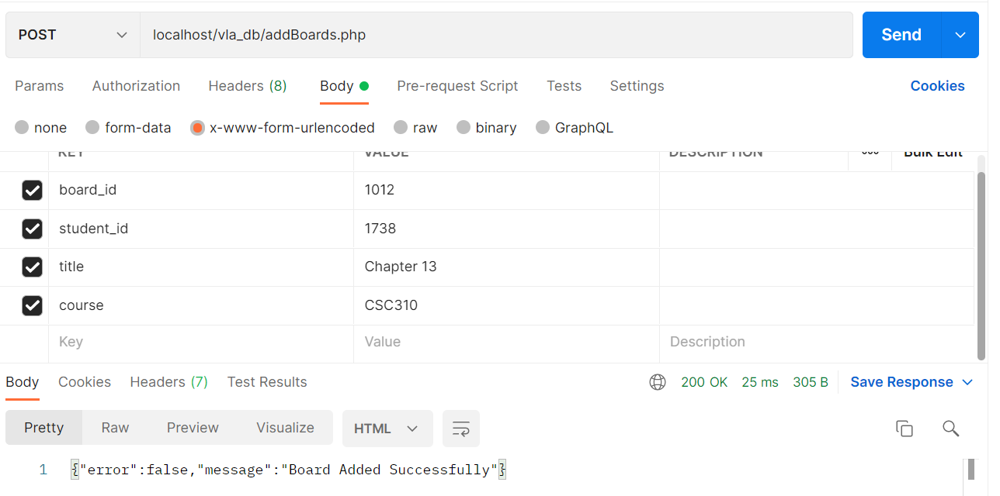 POST localhost/vla_db/addBoards.php Send
Params Authorization Headers (8) Body Pre-request Script Tests Settings Cookies
none form-data x-www-form-urlencoded raw binary GraphQL
KEY VALUE DESCRIPTION ooo Bulk Edit
board_id 1012
student_id 1738
title Chapter 13
course CSC310
Key Value Description
Body Cookies Headers (7) Test Results 200 OK 25 ms 305 B Save Response
Pretty Raw Preview Visualize HTML
1 {"error":false,"message":"Board Added Successfully"}